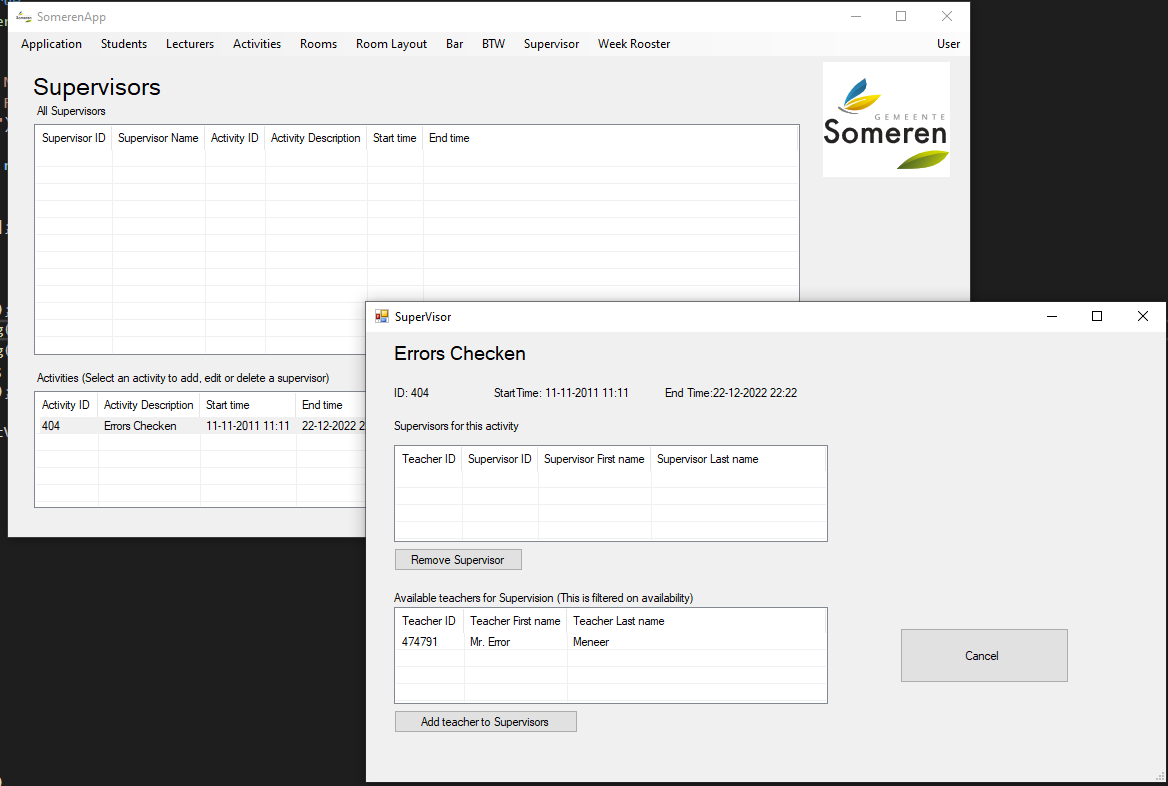 SomerenApp
Application Students Lecturers Activities Rooms Room Layout Bar BTW Supervisor Week Rooster User
Supervisors
All Supervisors
Supervisor ID Supervisor Name Activity ID Activity Description Start time End time
GEMEENTE
Someren
Activities (Select an activity to add, edit or delete a supervisor)
Activity ID Activity Description Start time End time
404 Errors Checken 11-11-2011 11:11 22-12-2022 2
SuperVisor
Errors Checken
ID: 404 StartTime: 11-11-2011 11:11 End Time:22-12-2022 22:22
Supervisors for this activity
Teacher ID Supervisor ID Supervisor First name Supervisor Last name
Remove Supervisor
Available teachers for Supervision (This is filtered on availability)
Teacher ID Teacher First name Teacher Last name
474791 Mr. Error Meneer
Add teacher to Supervisors
Cancel